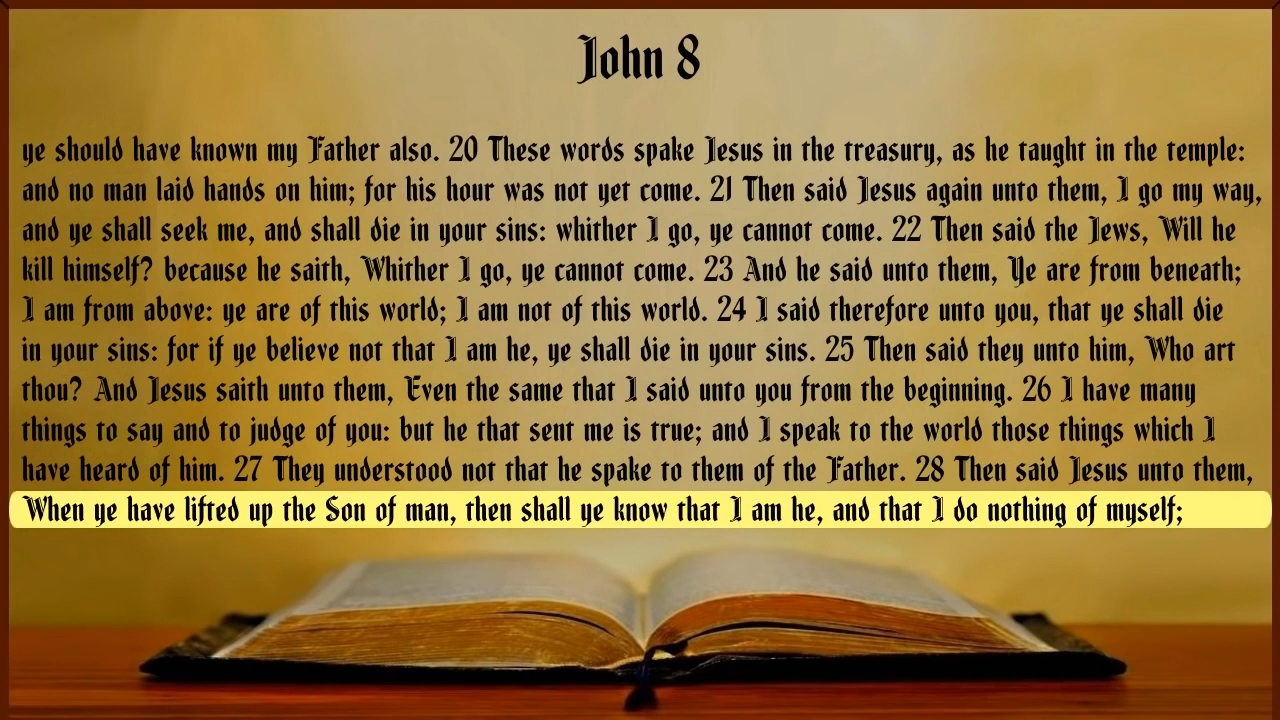 John 8
ye should have known my Father also. 20 These words spake Jesus in the treasury, as he taught in the temple:
and no man laid hands on him; for his hour was not yet come. 21 Then said Jesus again unto them, I go my way,
and ye shall seek me, and shall die in your sins: whither I go, ye cannot come. 22 Then said the Jews, Will he
kill himself? because he saith, Whither I go, ye cannot come. 23 And he said unto them, Ye are from beneath;
I am from above: ye are of this world; I am not of this world. 24 I said therefore unto you, that ye shall die
in your sins: for if ye believe not that I am he, ye shall die in your sins. 25 Then said they unto him, Who art
thou? And Jesus saith unto them, Even the same that I said unto you from the beginning. 26 I have many
things to say and to judge of you: but he that sent me is true; and I speak to the world those things which I
have heard of him. 27 They understood not that he spake to them of the Father. 28 Then said Jesus unto them,
When ye have lifted up the Son of man, then shall ye know that I am he, and that I do nothing of myself;